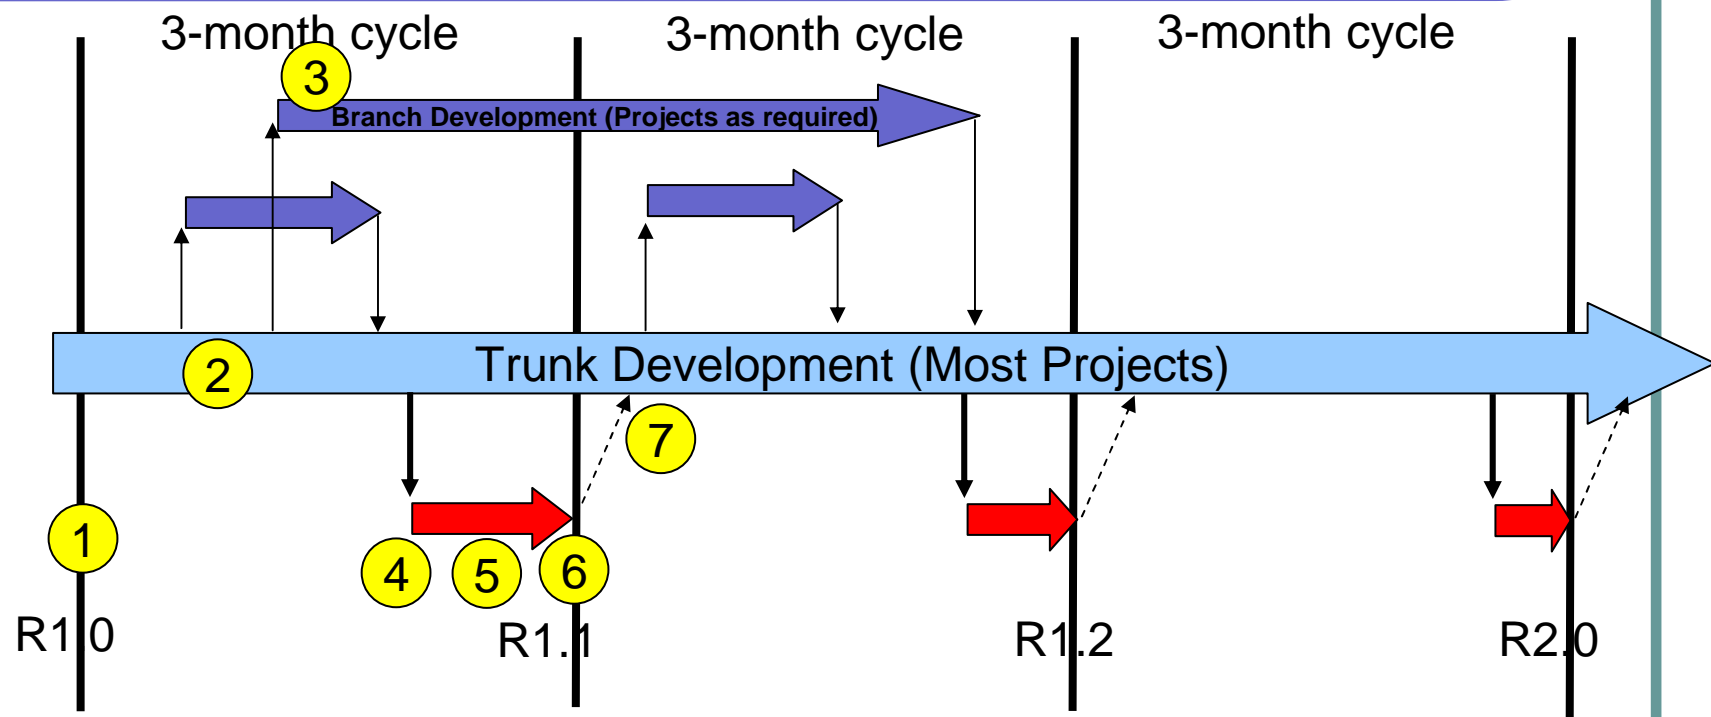 3-month cycle
3-month cycle
3-month cycle
3
Branch Development (Projects as required)
Trunk Development (Most Projects)
2
7
1
4
5
6
R1.0
R1.1
R1.2
R2.0